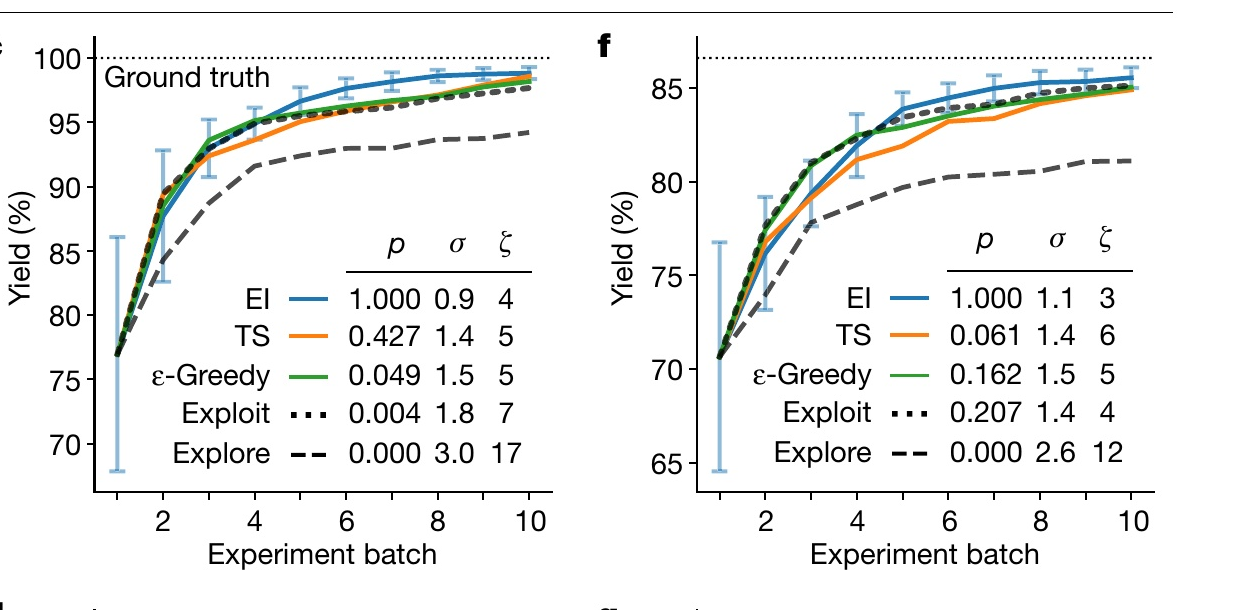 f
100
Ground truth
95
90
85
80
75
70
Yield (%)
p σ ζ
EI 1.000 0.9 4
TS 0.427 1.4 5
ε-Greedy 0.049 1.5 5
Exploit 0.004 1.8 7
Explore 0.000 3.0 17
2 4 6 8 10
Experiment batch
85
80
75
70
65
Yield (%)
p σ ζ
EI 1.000 1.1 3
TS 0.061 1.4 6
ε-Greedy 0.162 1.5 5
Exploit 0.207 1.4 4
Explore 0.000 2.6 12
2 4 6 8 10
Experiment batch